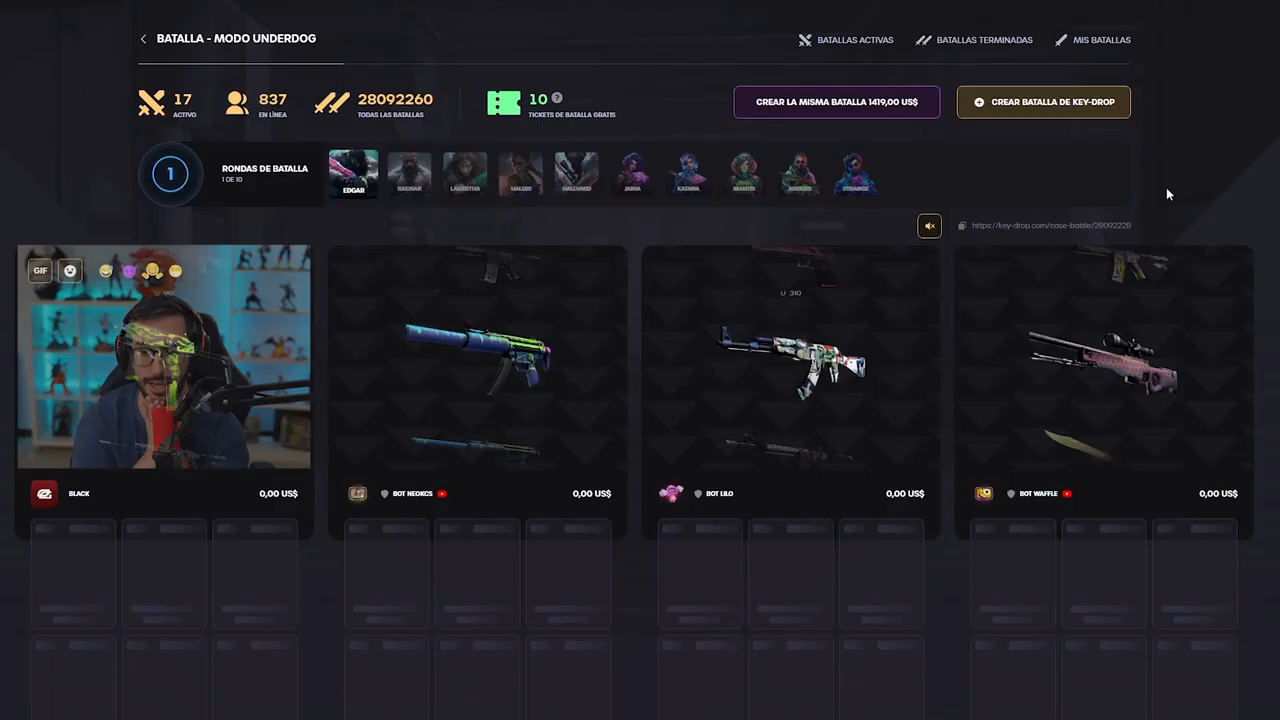 BATALLA - MODO UNDERDOG
BATALLAS ACTIVAS
BATALLAS TERMINADAS
MIS BATALLAS
17
ACTIVO
837
EN LÍNEA
28092260
TODAS LAS BATALLAS
10 ?
TICKETS DE BATALLA GRATIS
CREAR LA MISMA BATALLA 1419,00 US$
CREAR BATALLA DE KEY-DROP
1
RONDAS DE BATALLA
1 DE 10
EDGAR
RAGNAR
LAGERTHA
HALDIS
HALLVARD
JAINA
KATANA
MANTIS
ANDERS
STRANGE
https://key-drop.com/case-battle/28092228
GIF
U 310
BLACK
0,00 US$
BOT NEOKCS
0,00 US$
BOT LILO
0,00 US$
BOT WAFFLE
0,00 US$